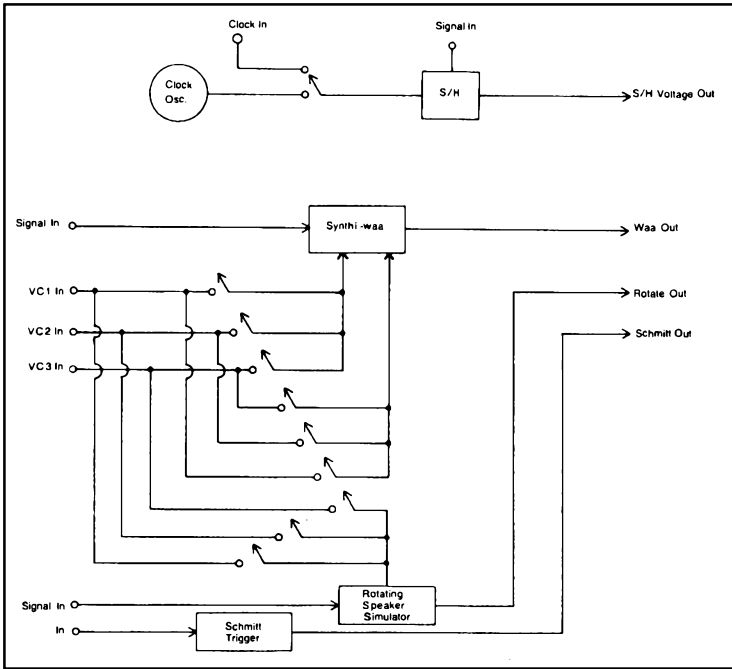 Clock In
Signal In
Clock
Osc.
S/H
S/H Voltage Out
Signal In
Synthi-waa
Waa Out
VC1 In
Rotate Out
VC2 In
Schmitt Out
VC3 In
Signal In
Rotating
Speaker
Simulator
In
Schmitt
Trigger